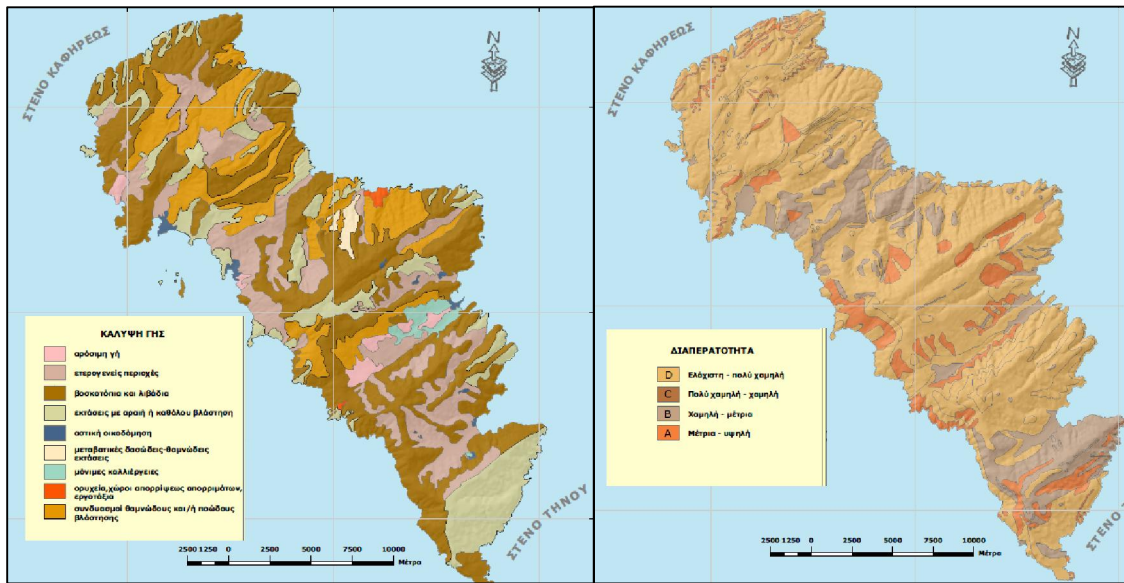 ΣΤΕΝΟ ΚΑΦΗΡΕΩΣ
N
ΚΑΛΥΨΗ ΓΗΣ
αρόσιμη γή
ετερογενείς περιοχές
βοσκοτόπια και λιβάδια
εκτάσεις με αραιή ή καθόλου βλάστηση
αστική οικοδόμηση
μεταβατικές δασώδεις-θαμνώδεις
εκτάσεις
μόνιμες καλλιέργειες
ορυχεία,χώροι απορρίψεως απορριμάτων,
εργοτάξια
συνδυασμοί θαμνώδους και/ή ποώδους
βλάστησης
ΣΤΕΝΟ ΤΗΝΟΥ
2500 1250 0 2500 5000 7500 10000
Μέτρα
ΣΤΕΝΟ ΚΑΦΗΡΕΩΣ
N
ΔΙΑΠΕΡΑΤΟΤΗΤΑ
D Ελάχιστη - πολύ χαμηλή
C Πολύ χαμηλή - χαμηλή
B Χαμηλή - μέτρια
A Μέτρια - υψηλή
ΣΤΕΝΟ Τ
2500 1250 0 2500 5000 7500 10000
Μέτρα